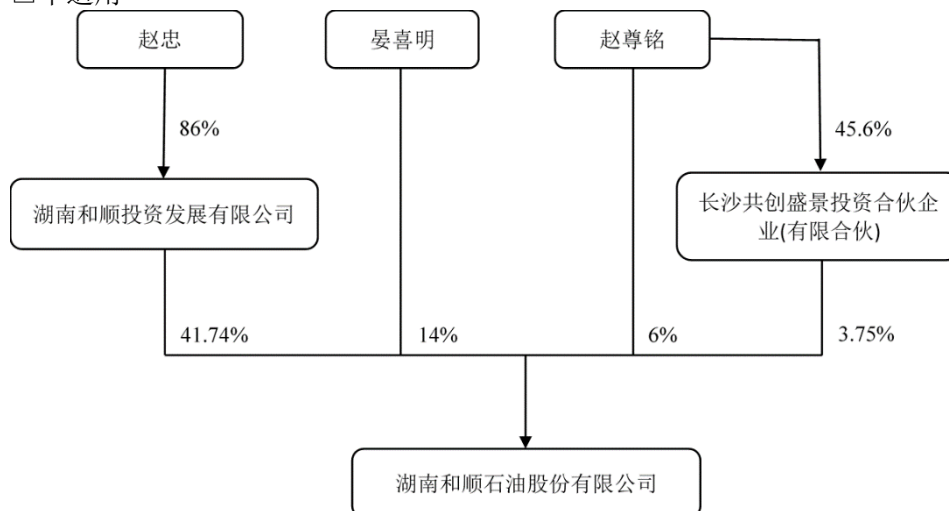 赵忠
晏喜明
赵尊铭
86%
45.6%
湖南和顺投资发展有限公司
长沙共创盛景投资合伙企
业(有限合伙)
41.74%
14%
6%
3.75%
湖南和顺石油股份有限公司